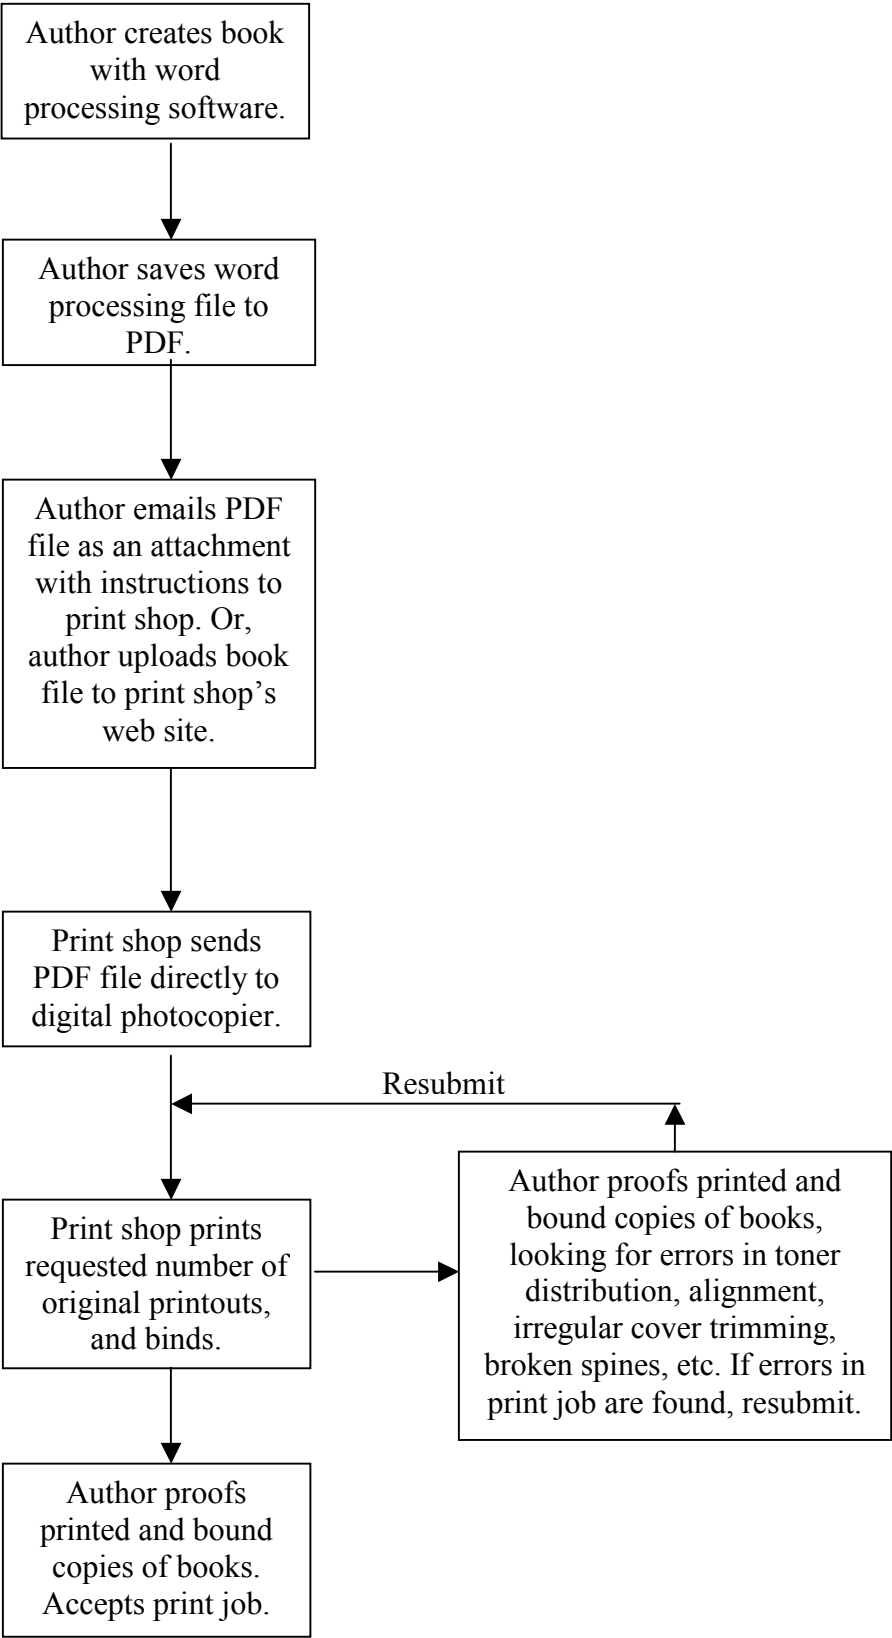 Author creates book
with word
processing software.
Author saves word
processing file to
PDF.
Author emails PDF
file as an attachment
with instructions to
print shop. Or,
author uploads book
file to print shop’s
web site.
Print shop sends
PDF file directly to
digital photocopier.
Resubmit
Print shop prints
requested number of
original printouts,
and binds.
Author proofs printed and
bound copies of books,
looking for errors in toner
distribution, alignment,
irregular cover trimming,
broken spines, etc. If errors in
print job are found, resubmit.
Author proofs
printed and bound
copies of books.
Accepts print job.